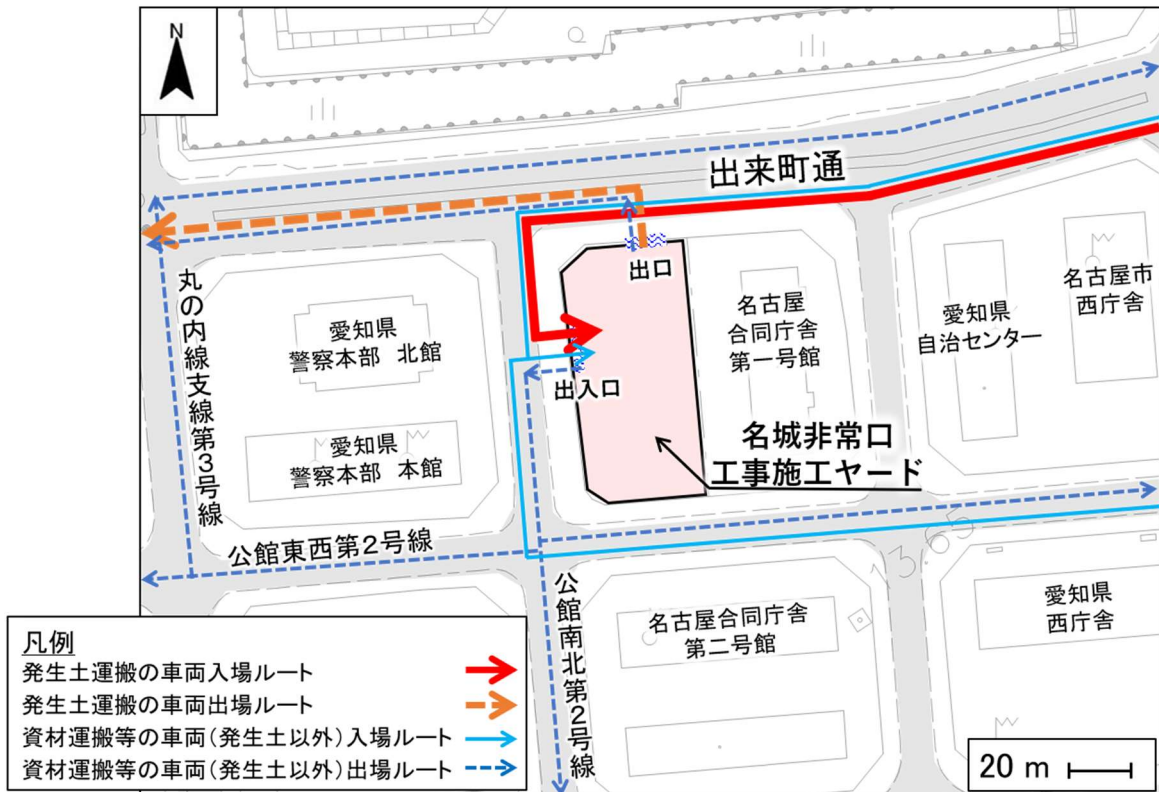 N
出来町通
出口
丸の内線支線第3号線
愛知県
警察本部 北館
名古屋
合同庁舎
第一号館
愛知県
自治センター
名古屋市
西庁舎
出入口
愛知県
警察本部 本館
名城非常口
工事施工ヤード
公館東西第2号線
13.65
公館南北第2号線
名古屋合同庁舎
第二号館
愛知県
西庁舎
凡例
発生土運搬の車両入場ルート
発生土運搬の車両出場ルート
資材運搬等の車両(発生土以外)入場ルート
資材運搬等の車両(発生土以外)出場ルート
20 m